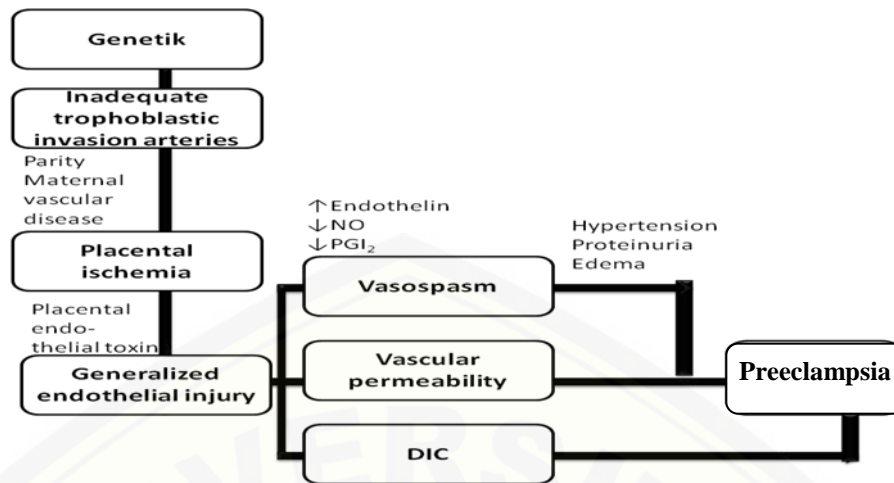 Genetik
Inadequate
trophoblastic
invasion arteries
Parity
Maternal
vascular
disease
Placental
ischemia
Placental
endo-
thelial toxin
Generalized
endothelial injury
↑Endothelin
↓NO
↓PGI₂
Vasospasm
Hypertension
Proteinuria
Edema
Vascular
permeability
DIC
Preeclampsia